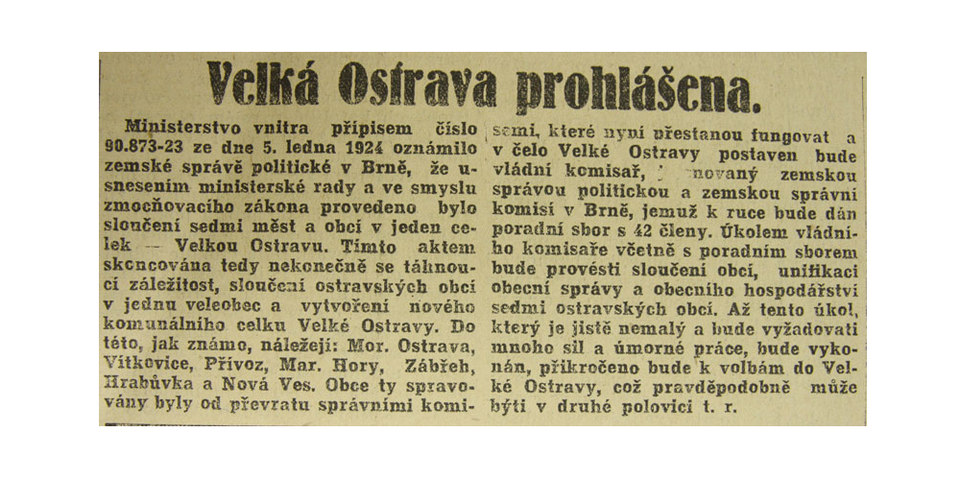 Velká Ostrava prohlášena.
Ministerstvo vnitra přípisem číslo
90.873-23 ze dne 5. ledna 1924 oznámilo
zemské správě politické v Brně, že u-
snesením ministerské rady a ve smyslu
zmocňovacího zákona provedeno bylo
sloučení sedmi měst a obcí v jeden ce-
lek — Velkou Ostravu. Tímto aktem
skoncována tedy nekonečně se táhnou-
cí záležitost, sloučení ostravských obcí
v jednu veleobec a vytvoření nového
komunálního celku Velké Ostravy. Do
této, jak známo, náležejí: Mor. Ostrava,
Vítkovice, Přívoz, Mar. Hory, Zábřeh,
Hrabůvka a Nová Ves. Obce ty spravo-
vány byly od převratu správními komi-
semi, které nyní přestanou fungovat a
v čelo Velké Ostravy postaven bude
vládní komisař, novaný zemskou
správou politickou a zemskou správní
komisí v Brně, jemuž k ruce bude dán
poradní sbor s 42 členy. Úkolem vládní-
ho komisaře včetně s poradním sborem
bude provésti sloučení obcí, unifikaci
obecní správy a obecního hospodářství
sedmi ostravských obcí. Až tento úkol,
který je jistě nemalý a bude vyžadovati
mnoho sil a úmorné práce, bude vyko-
nán, přikročeno bude k volbám do Vel-
ké Ostravy, což pravděpodobně může
býti v druhé polovici t. r.